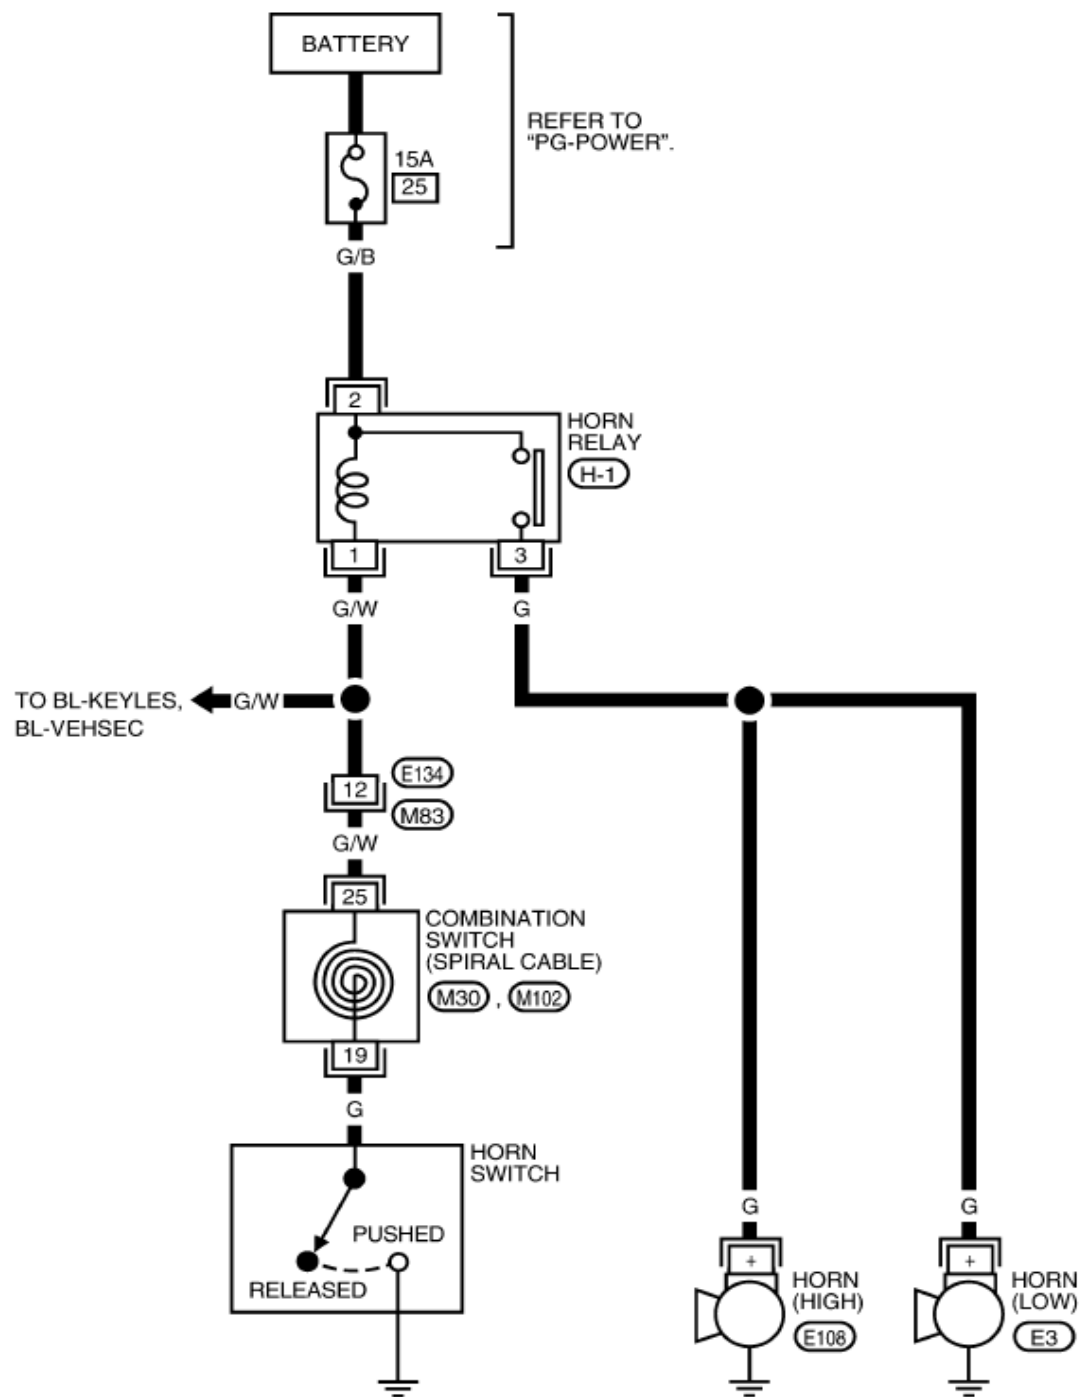 BATTERY
REFER TO
"PG-POWER".
15A
25
G/B
2
HORN
RELAY
H-1
1
3
G/W
G
TO BL-KEYLES,
BL-VEHSEC
G/W
12
E134
M83
G/W
25
COMBINATION
SWITCH
(SPIRAL CABLE)
M30 , M102
19
G
HORN
SWITCH
PUSHED
RELEASED
G
G
+
+
HORN
(HIGH)
E108
HORN
(LOW)
E3